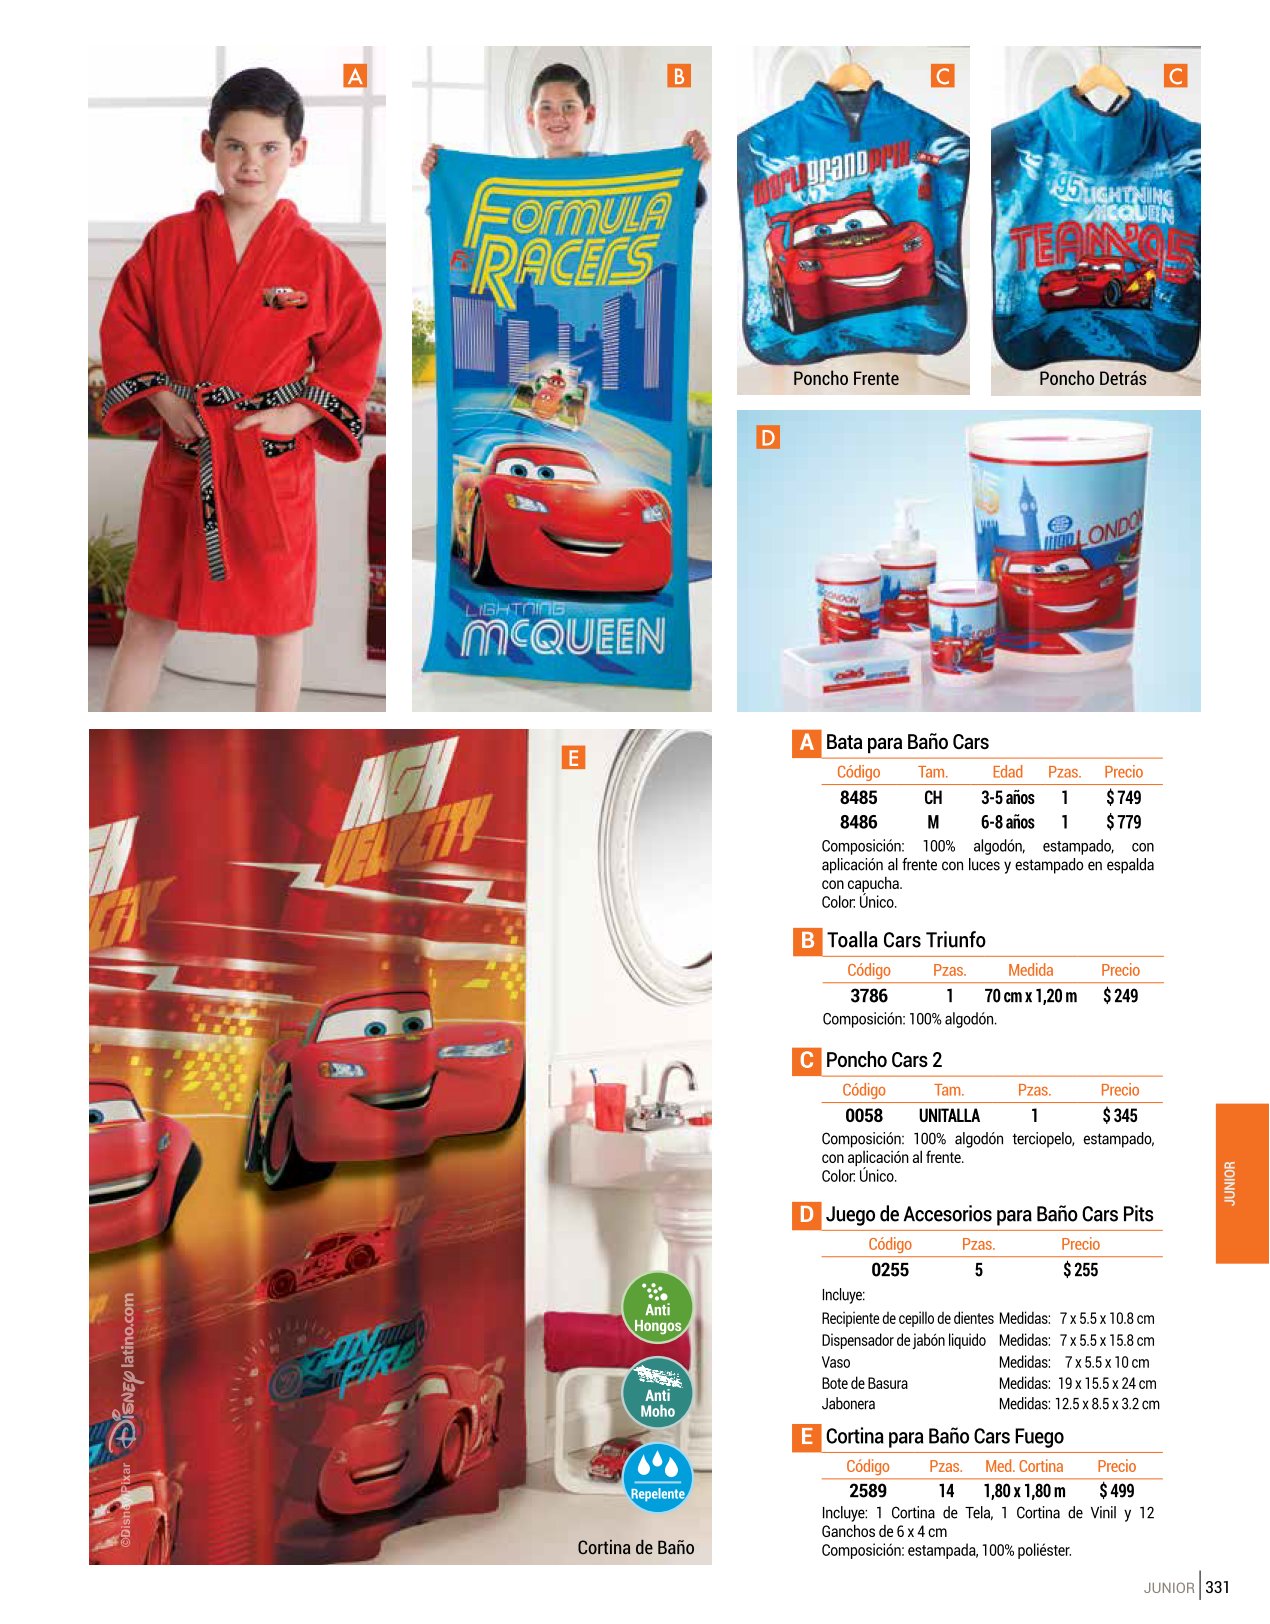 A
B
C
C
FORMULA
RACERS
LIGHTNING
McQUEEN
WORLD GRAND PRIX
95 LIGHTNING
MCQUEEN
TEAM 95
Poncho Frente
Poncho Detrás
D
LONDON
LONDON
E
HIGH
VELOCITY
ON
FIRE
Anti
Hongos
Anti
Moho
Repelente
©Disney/Pixar Disney latino.com
Cortina de Baño
A Bata para Baño Cars
Código Tam. Edad Pzas. Precio
8485 CH 3-5 años 1 $ 749
8486 M 6-8 años 1 $ 779
Composición: 100% algodón, estampado, con
aplicación al frente con luces y estampado en espalda
con capucha.
Color: Único.
B Toalla Cars Triunfo
Código Pzas. Medida Precio
3786 1 70 cm x 1,20 m $ 249
Composición: 100% algodón.
C Poncho Cars 2
Código Tam. Pzas. Precio
0058 UNITALLA 1 $ 345
Composición: 100% algodón terciopelo, estampado,
con aplicación al frente.
Color: Único.
D Juego de Accesorios para Baño Cars Pits
Código Pzas. Precio
0255 5 $ 255
Incluye:
Recipiente de cepillo de dientes Medidas: 7 x 5.5 x 10.8 cm
Dispensador de jabón liquido Medidas: 7 x 5.5 x 15.8 cm
Vaso Medidas: 7 x 5.5 x 10 cm
Bote de Basura Medidas: 19 x 15.5 x 24 cm
Jabonera Medidas: 12.5 x 8.5 x 3.2 cm
E Cortina para Baño Cars Fuego
Código Pzas. Med. Cortina Precio
2589 14 1,80 x 1,80 m $ 499
Incluye: 1 Cortina de Tela, 1 Cortina de Vinil y 12
Ganchos de 6 x 4 cm
Composición: estampada, 100% poliéster.
JUNIOR
JUNIOR 331